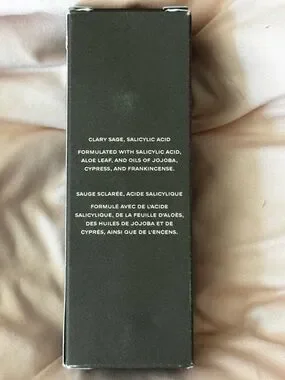 CLARY SAGE, SALICYLIC ACID
FORMULATED WITH SALICYLIC ACID,
ALOE LEAF, AND OILS OF JOJOBA,
CYPRESS, AND FRANKINCENSE.
SAUGE SCLARÉE, ACIDE SALICYLIQUE
FORMULÉ AVEC DE L'ACIDE
SALICYLIQUE, DE LA FEUILLE D'ALOÈS,
DES HUILES DE JOJOBA ET DE
CYPRÈS, AINSI QUE DE L'ENCENS.